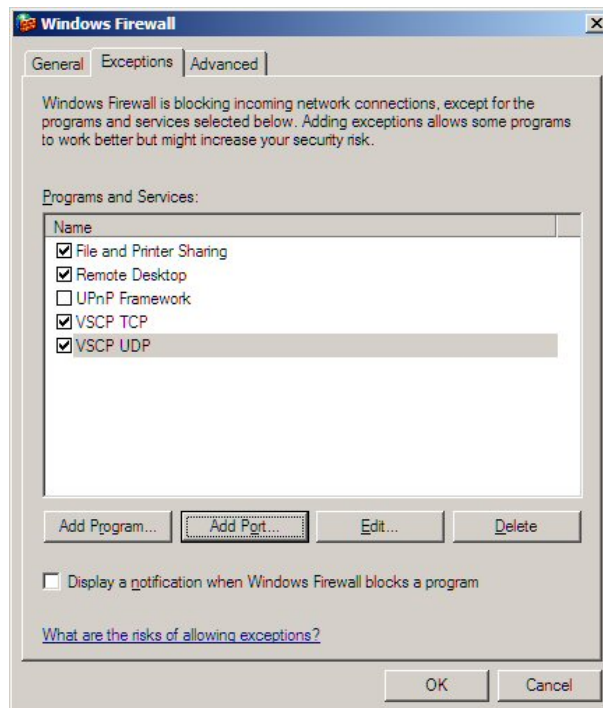 Windows Firewall
General Exceptions Advanced
Windows Firewall is blocking incoming network connections, except for the
programs and services selected below. Adding exceptions allows some programs
to work better but might increase your security risk.
Programs and Services:
Name
File and Printer Sharing
Remote Desktop
UPnP Framework
VSCP TCP
VSCP UDP
Add Program... Add Port... Edit... Delete
Display a notification when Windows Firewall blocks a program
What are the risks of allowing exceptions?
OK Cancel